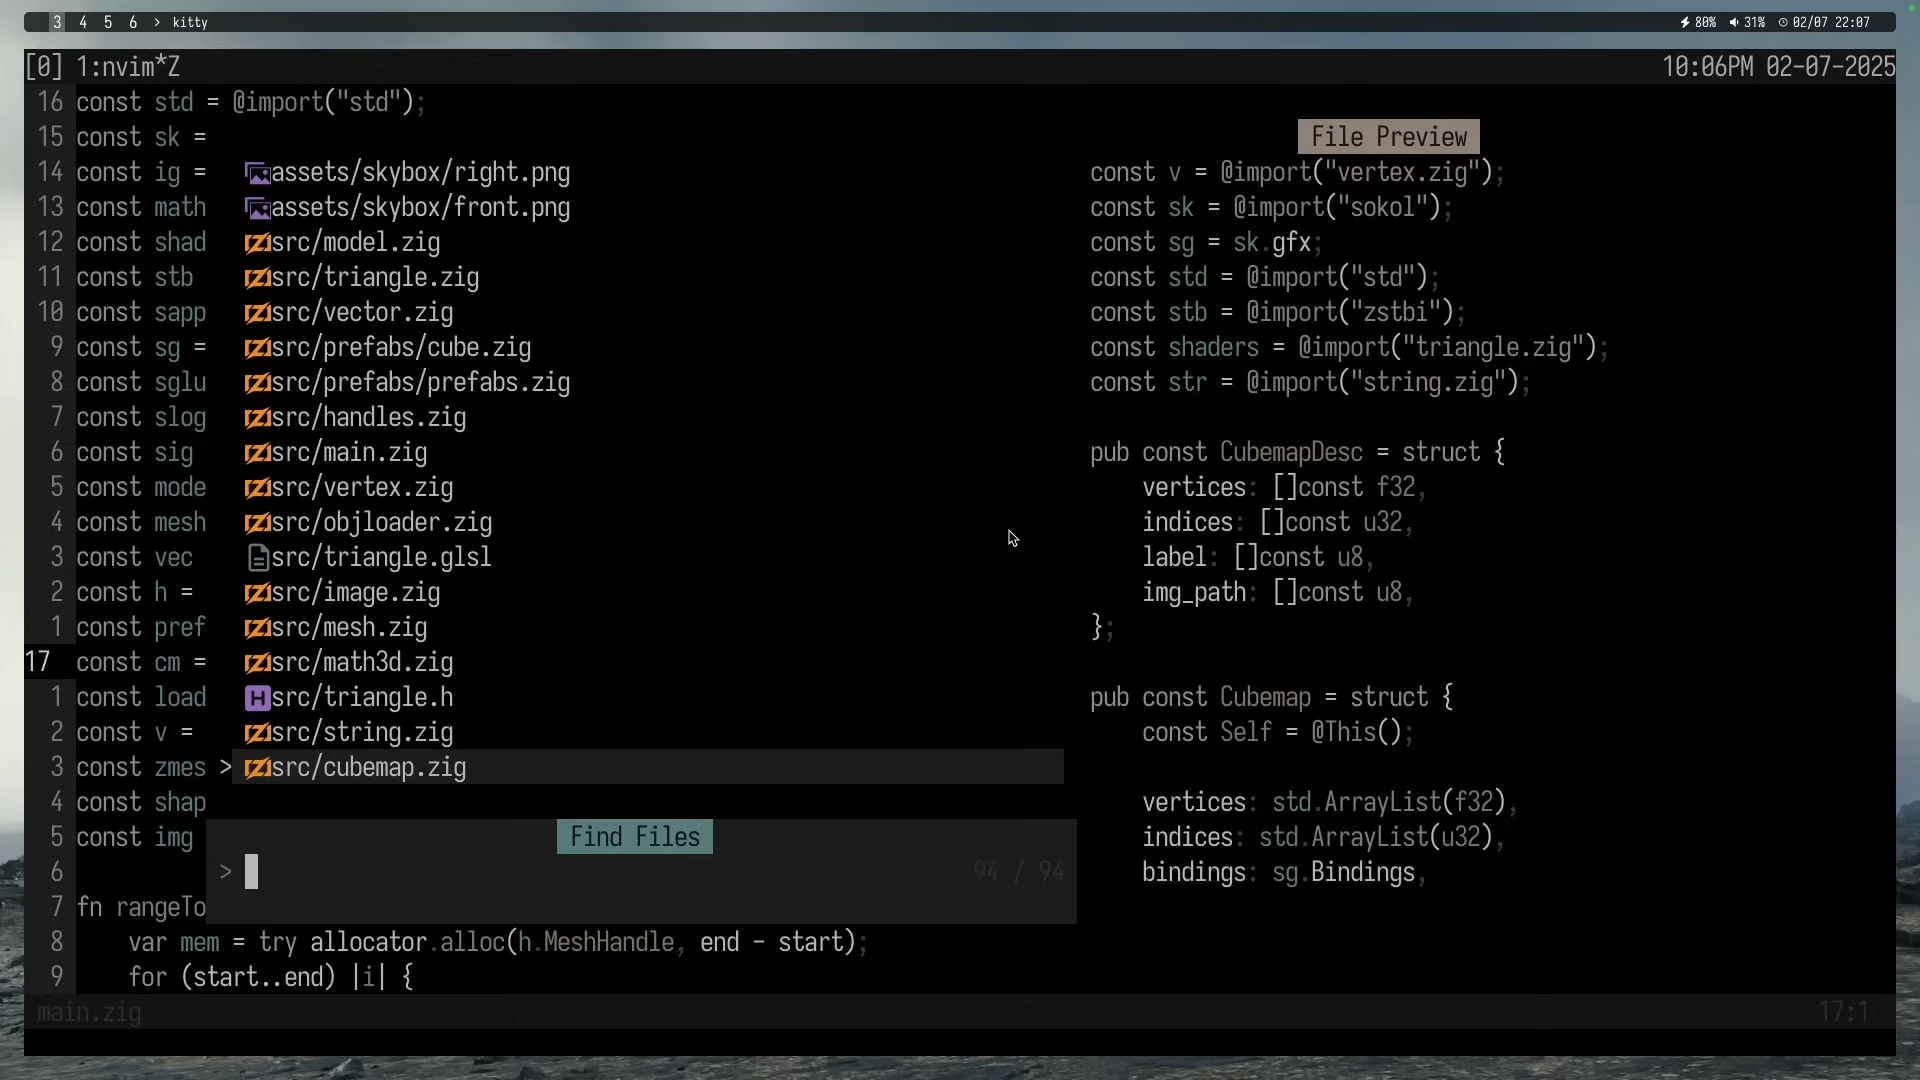 3 4 5 6 > kitty
80% 31% 02/07 22:07
[0] 1:nvim*Z 10:06PM 02-07-2025
16 const std = @import("std");
15 const sk =
14 const ig =
13 const math
12 const shad
11 const stb
10 const sapp
9 const sg =
8 const sglu
7 const slog
6 const sig
5 const mode
4 const mesh
3 const vec
2 const h =
1 const pref
17 const cm =
1 const load
2 const v =
3 const zmes
4 const shap
5 const img
6
7 fn rangeTo
8 var mem = try allocator.alloc(h.MeshHandle, end - start);
9 for (start..end) |i| {
assets/skybox/right.png
assets/skybox/front.png
src/model.zig
src/triangle.zig
src/vector.zig
src/prefabs/cube.zig
src/prefabs/prefabs.zig
src/handles.zig
src/main.zig
src/vertex.zig
src/objloader.zig
src/triangle.glsl
src/image.zig
src/mesh.zig
src/math3d.zig
H src/triangle.h
src/string.zig
> src/cubemap.zig
Find Files
> 94 / 94
File Preview
const v = @import("vertex.zig");
const sk = @import("sokol");
const sg = sk.gfx;
const std = @import("std");
const stb = @import("zstbi");
const shaders = @import("triangle.zig");
const str = @import("string.zig");
pub const CubemapDesc = struct {
vertices: []const f32,
indices: []const u32,
label: []const u8,
img_path: []const u8,
};
pub const Cubemap = struct {
const Self = @This();
vertices: std.ArrayList(f32),
indices: std.ArrayList(u32),
bindings: sg.Bindings,
main.zig 17:1